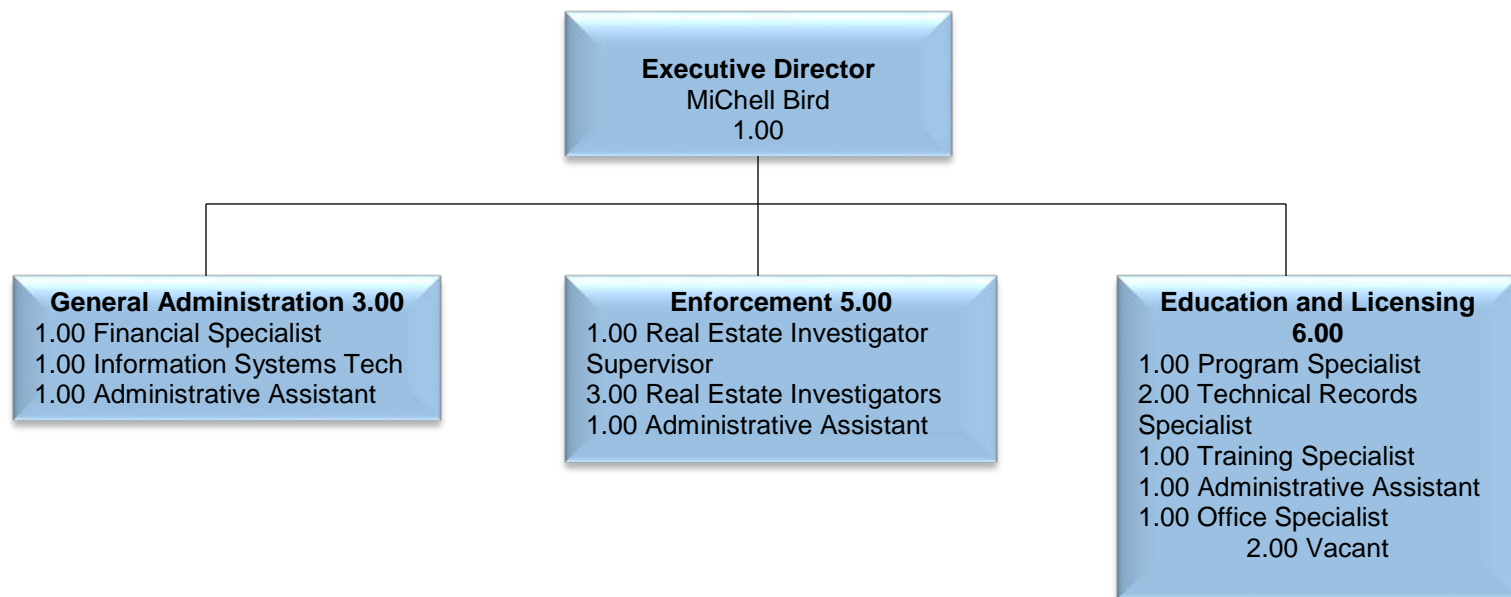 Executive Director
MiChell Bird
1.00
General Administration 3.00
1.00 Financial Specialist
1.00 Information Systems Tech
1.00 Administrative Assistant
Enforcement 5.00
1.00 Real Estate Investigator
Supervisor
3.00 Real Estate Investigators
1.00 Administrative Assistant
Education and Licensing
6.00
1.00 Program Specialist
2.00 Technical Records
Specialist
1.00 Training Specialist
1.00 Administrative Assistant
1.00 Office Specialist
2.00 Vacant